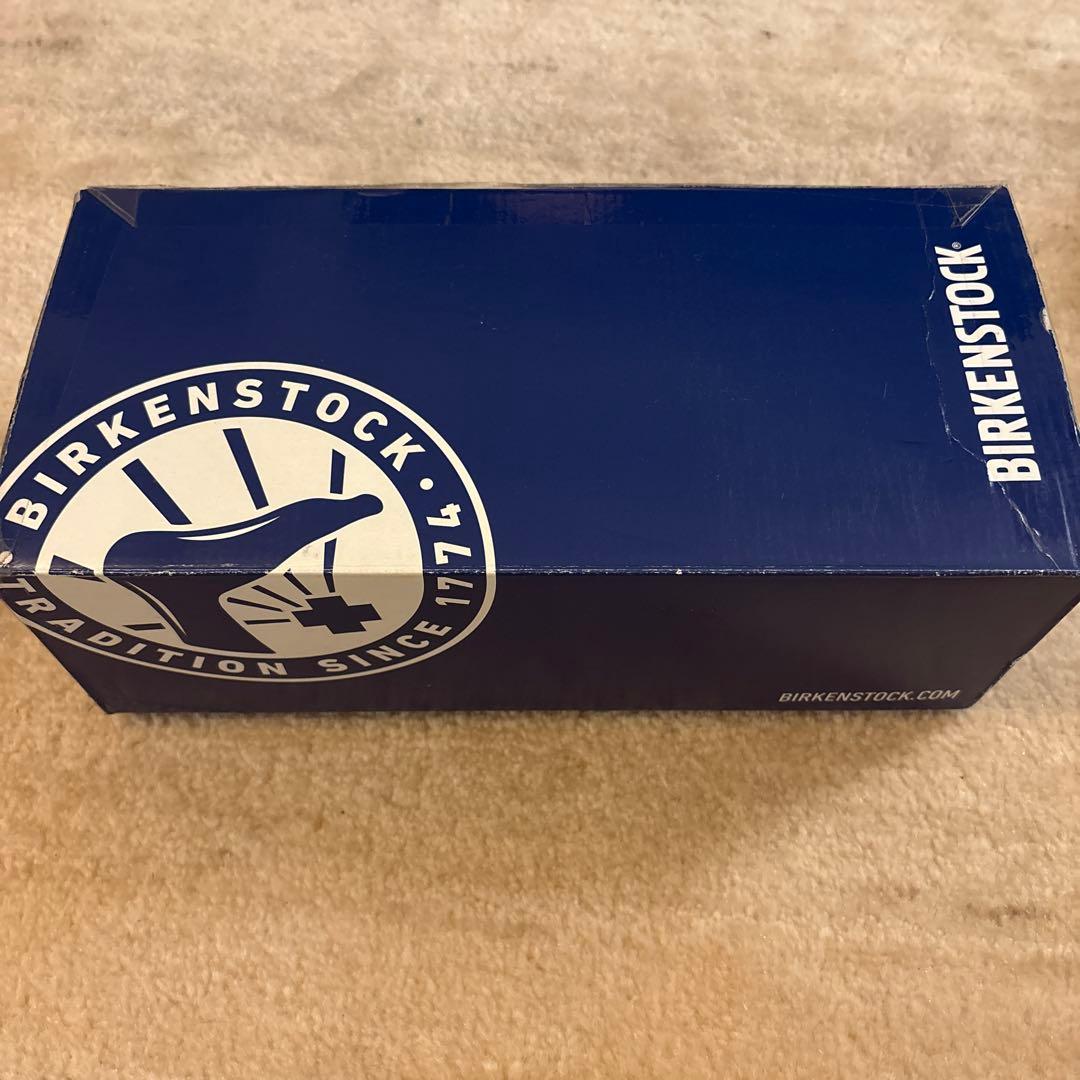 BIRKENSTOCK®
BIRKENSTOCK • TRADITION SINCE 1774
BIRKENSTOCK.COM